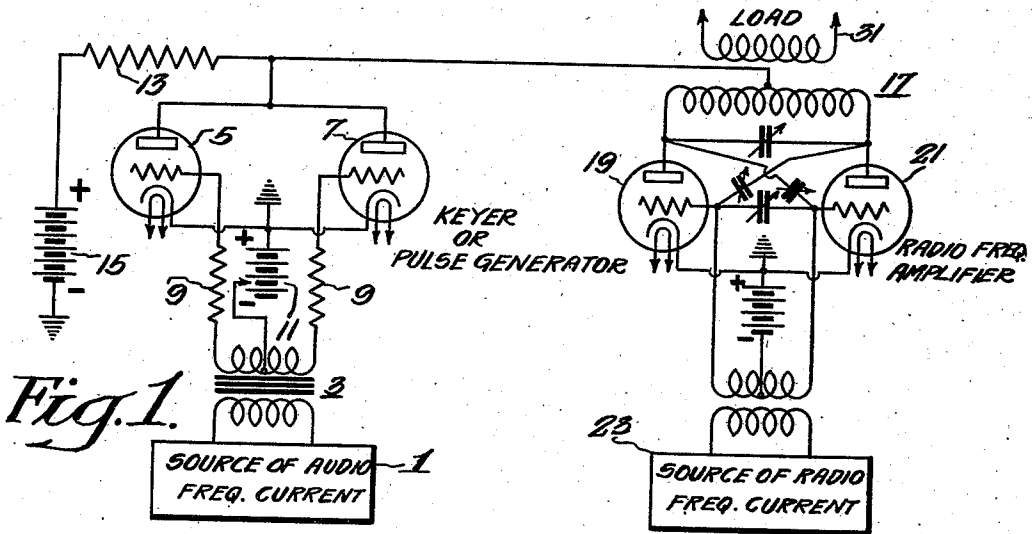 LOAD
31
13
17
5
7
19
21
+
15
-
KEYER
OR
PULSE GENERATOR
+
-
9
9
11
RADIO FREQ.
AMPLIFIER
+
-
Fig.1.
3
SOURCE OF AUDIO
FREQ. CURRENT
1
23
SOURCE OF RADIO
FREQ. CURRENT